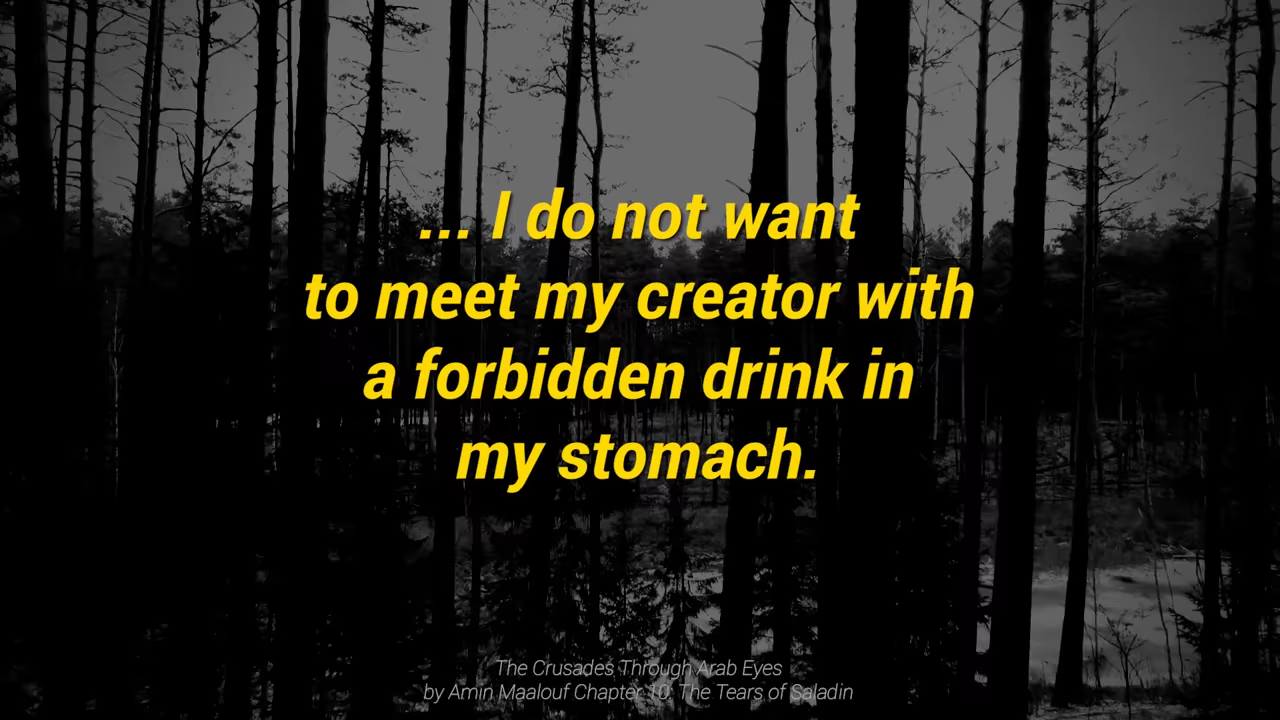 ... I do not want
to meet my creator with
a forbidden drink in
my stomach.
The Crusades Through Arab Eyes
by Amin Maalouf Chapter 10, The Tears of Saladin